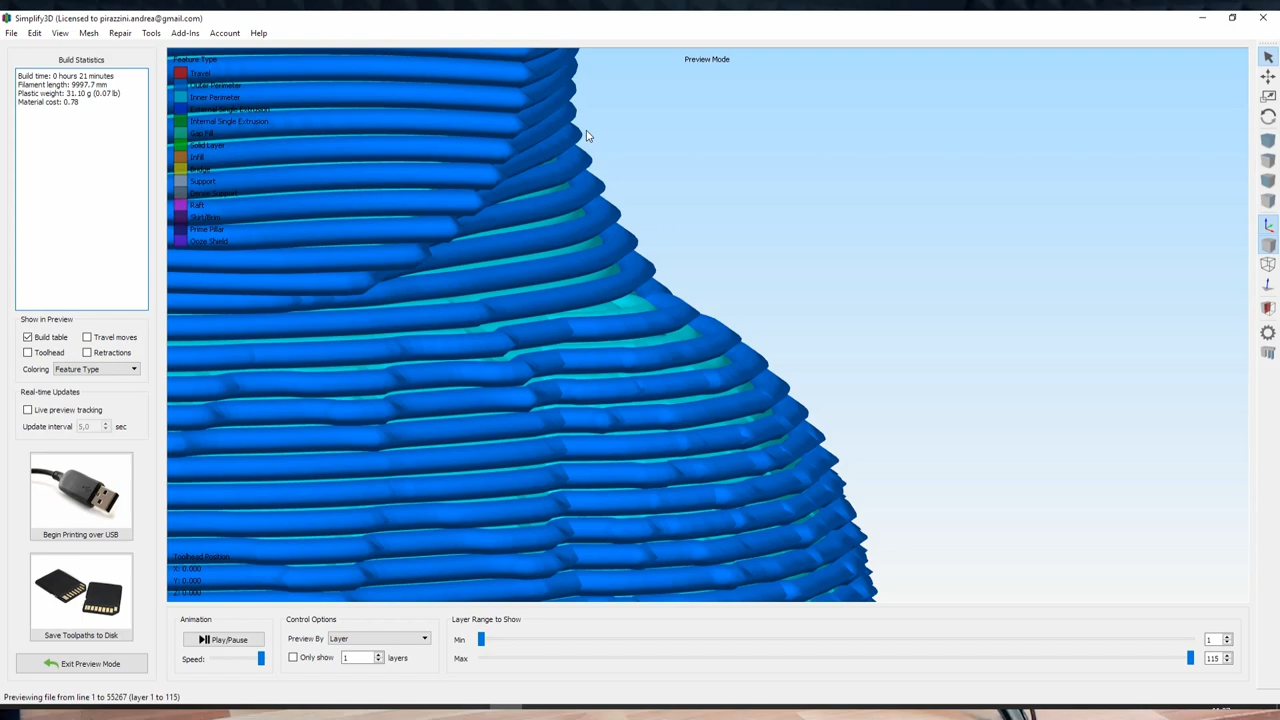 Simplify3D (Licensed to pirazzini.andrea@gmail.com)
File Edit View Mesh Repair Tools Add-Ins Account Help
Build Statistics
Build time: 0 hours 21 minutes
Filament length: 9997.7 mm
Plastic weight: 31.10 g (0.07 lb)
Material cost: 0.78
Show in Preview
Build table Travel moves
Toolhead Retractions
Coloring Feature Type
Real-time Updates
Live preview tracking
Update interval 5,0 sec
Begin Printing over USB
Save Toolpaths to Disk
Exit Preview Mode
Preview Mode
Feature Type
Travel
Outer Perimeter
Inner Perimeter
External Single Extrusion
Internal Single Extrusion
Gap Fill
Solid Layer
Infill
Bridge
Support
Dense Support
Raft
Skirt/Brim
Prime Pillar
Ooze Shield
Toolhead Position
X: 0.000
Y: 0.000
Z: 0.000
Animation
Play/Pause
Speed:
Control Options
Preview By Layer
Only show 1 layers
Layer Range to Show
Min 1
Max 115
Previewing file from line 1 to 55267 (layer 1 to 115)